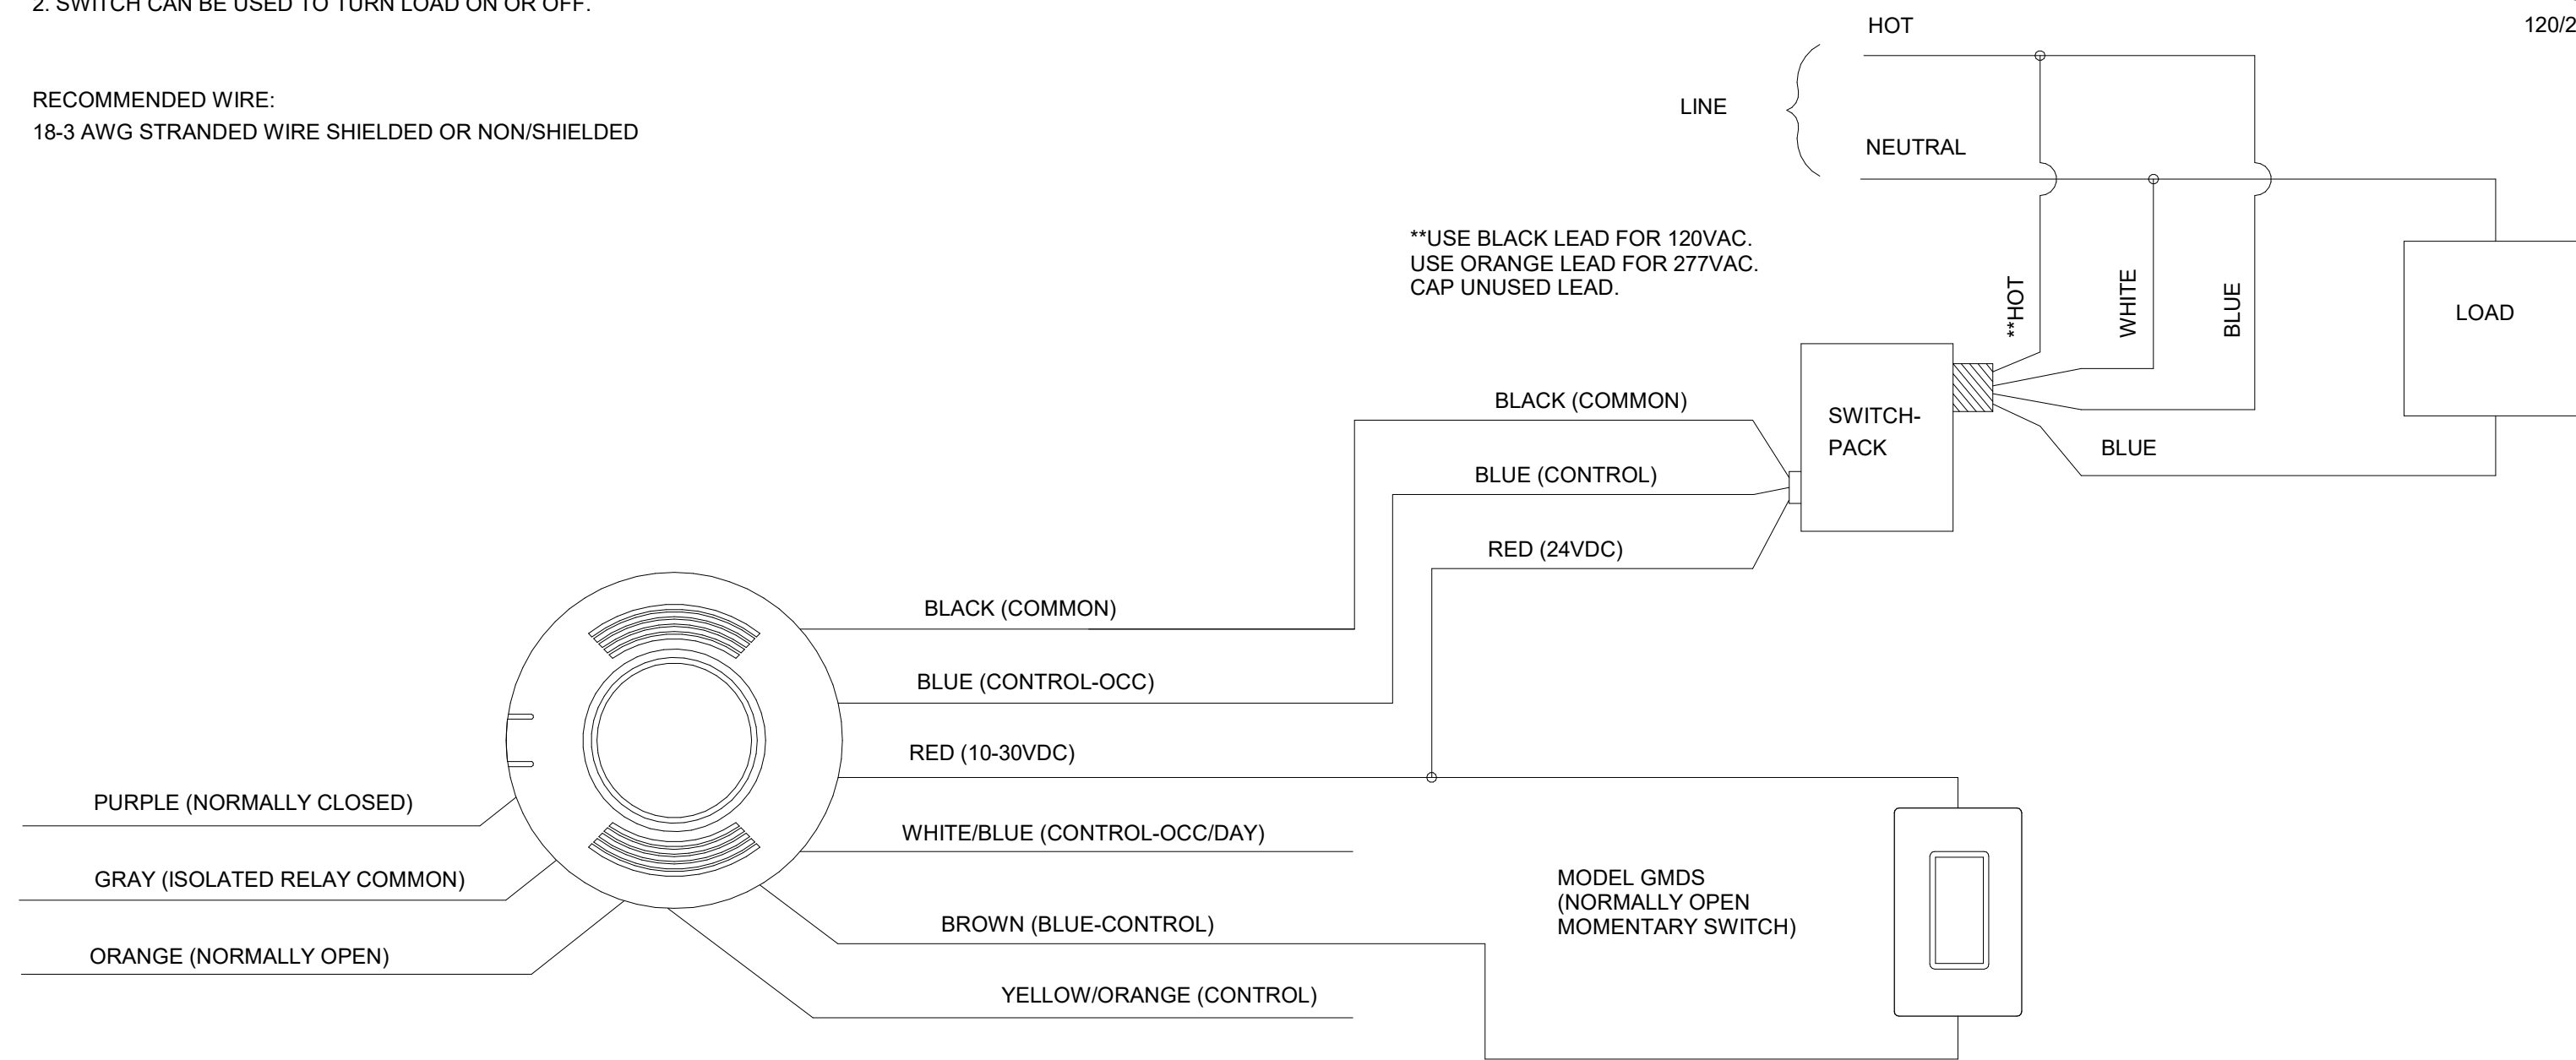 2. SWITCH CAN BE USED TO TURN LOAD ON OR OFF.
RECOMMENDED WIRE:
18-3 AWG STRANDED WIRE SHIELDED OR NON/SHIELDED
HOT
120/2
LINE
NEUTRAL
**USE BLACK LEAD FOR 120VAC.
USE ORANGE LEAD FOR 277VAC.
CAP UNUSED LEAD.
**HOT
WHITE
BLUE
LOAD
BLACK (COMMON)
SWITCH-
PACK
BLUE
BLUE (CONTROL)
RED (24VDC)
BLACK (COMMON)
BLUE (CONTROL-OCC)
RED (10-30VDC)
PURPLE (NORMALLY CLOSED)
WHITE/BLUE (CONTROL-OCC/DAY)
GRAY (ISOLATED RELAY COMMON)
MODEL GMDS
(NORMALLY OPEN
MOMENTARY SWITCH)
BROWN (BLUE-CONTROL)
ORANGE (NORMALLY OPEN)
YELLOW/ORANGE (CONTROL)